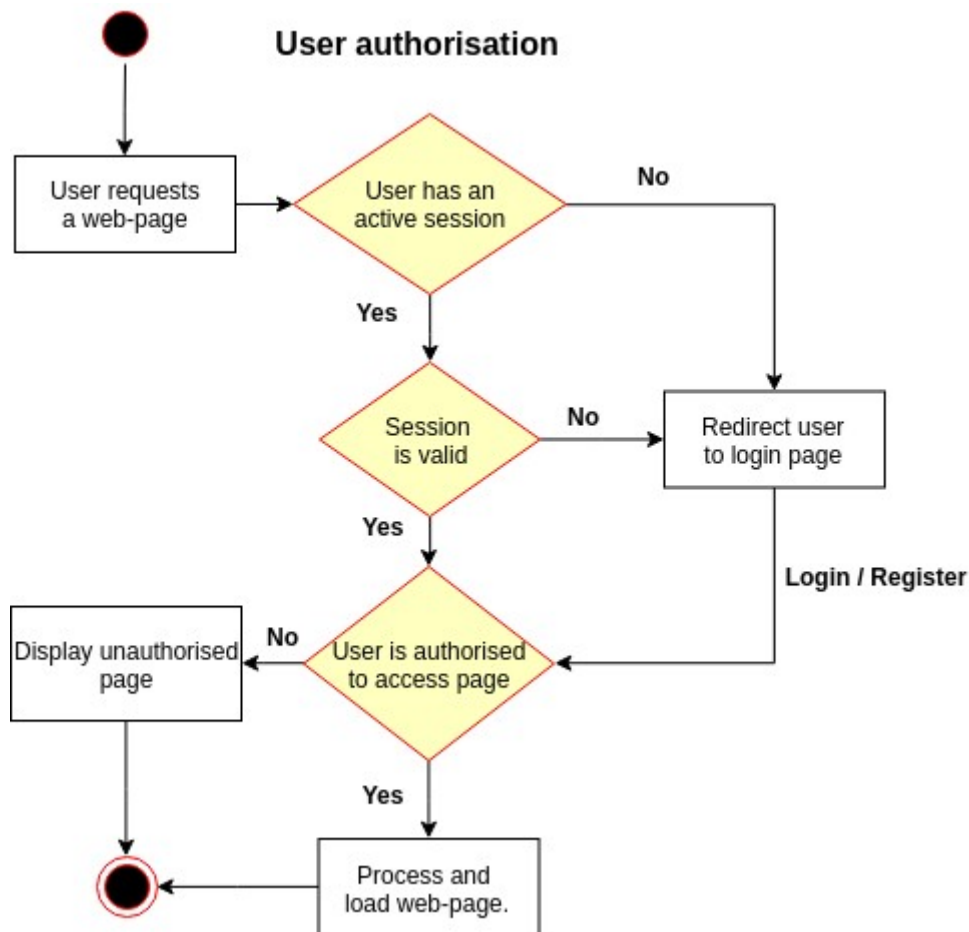 User authorisation
User requests
a web-page
User has an
active session
No
Yes
Session
is valid
No
Redirect user
to login page
Yes
Login / Register
Display unauthorised
page
No
User is authorised
to access page
Yes
Process and
load web-page.